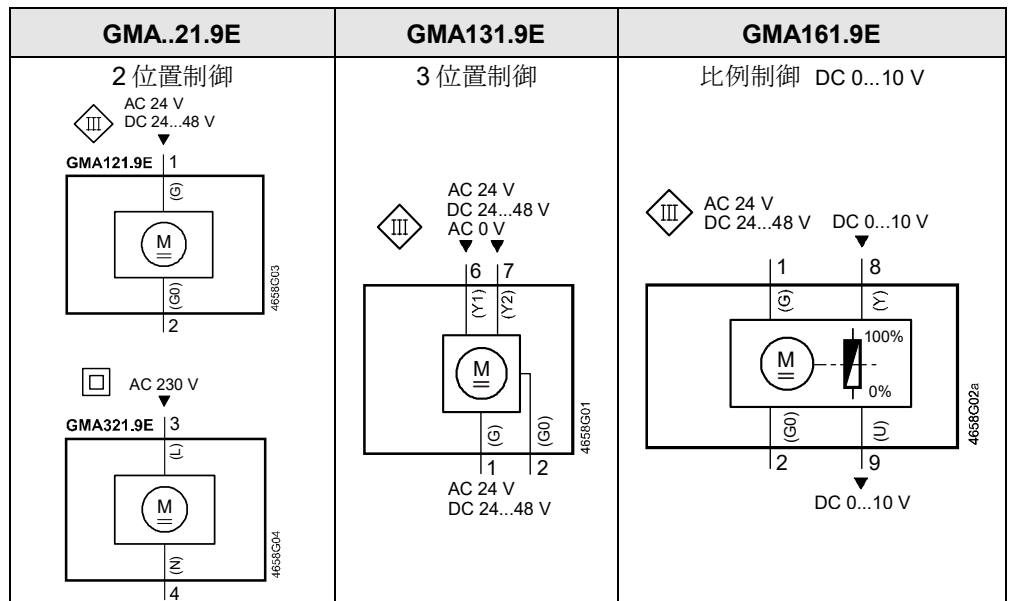 GMA..21.9E
2 位置制御
AC 24 V
DC 24...48 V
GMA121.9E
1
(G)
M
(G0)
2
4658G03
AC 230 V
GMA321.9E
3
(L)
M
(N)
4
4658G04
GMA131.9E
3 位置制御
AC 24 V
DC 24...48 V
AC 0 V
6 7
(Y1) (Y2)
M
(G) (G0)
1 2
AC 24 V
DC 24...48 V
4658G01
GMA161.9E
比例制御 DC 0...10 V
AC 24 V
DC 24...48 V
DC 0...10 V
1 8
(G) (Y)
M
100%
0%
(G0) (U)
2 9
DC 0...10 V
4658G02a
III
III
III